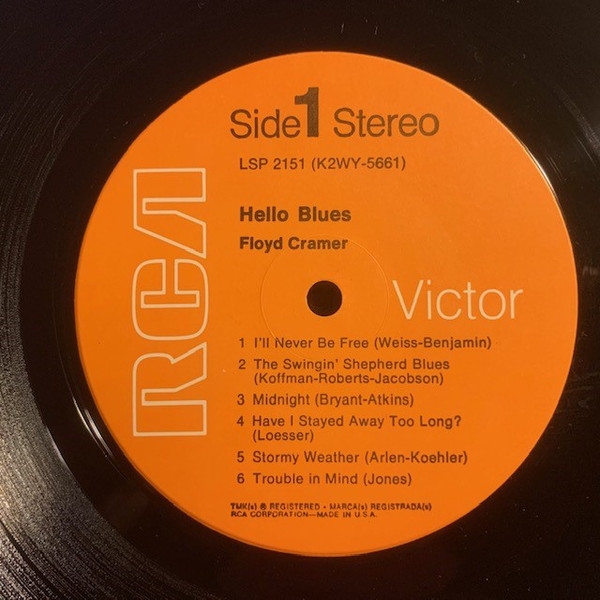 Side 1 Stereo
LSP 2151 (K2WY-5661)
Hello Blues
Floyd Cramer
RCA
Victor
1 I'll Never Be Free (Weiss-Benjamin)
2 The Swingin' Shepherd Blues
(Koffman-Roberts-Jacobson)
3 Midnight (Bryant-Atkins)
4 Have I Stayed Away Too Long?
(Loesser)
5 Stormy Weather (Arlen-Koehler)
6 Trouble in Mind (Jones)
TMK(s) ® REGISTERED • MARCA(s) REGISTRADA(s)
RCA CORPORATION—MADE IN U.S.A.